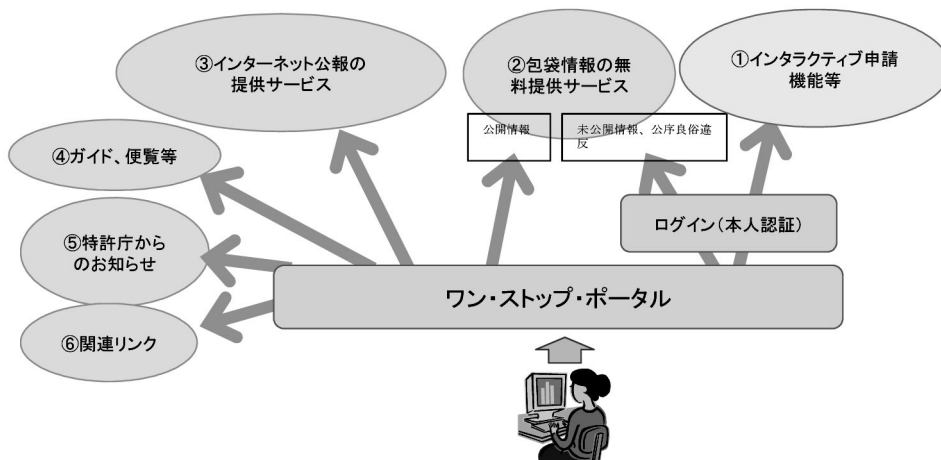 ③インターネット公報の
提供サービス
②包袋情報の無
料提供サービス
①インタラクティブ申請
機能等
公開情報
未公開情報、公序良俗違
反
④ガイド、便覧等
ログイン(本人認証)
⑤特許庁から
のお知らせ
ワン・ストップ・ポータル
⑥関連リンク